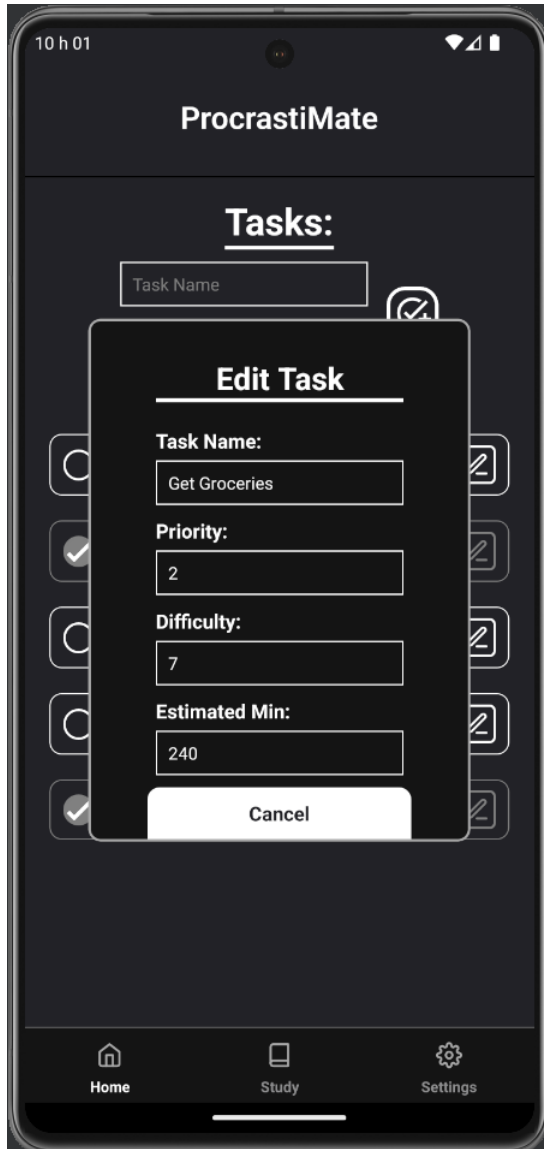 10 h 01
ProcrastiMate
Tasks:
Task Name
Edit Task
Task Name:
Get Groceries
Priority:
2
Difficulty:
7
Estimated Min:
240
Cancel
Home
Study
Settings